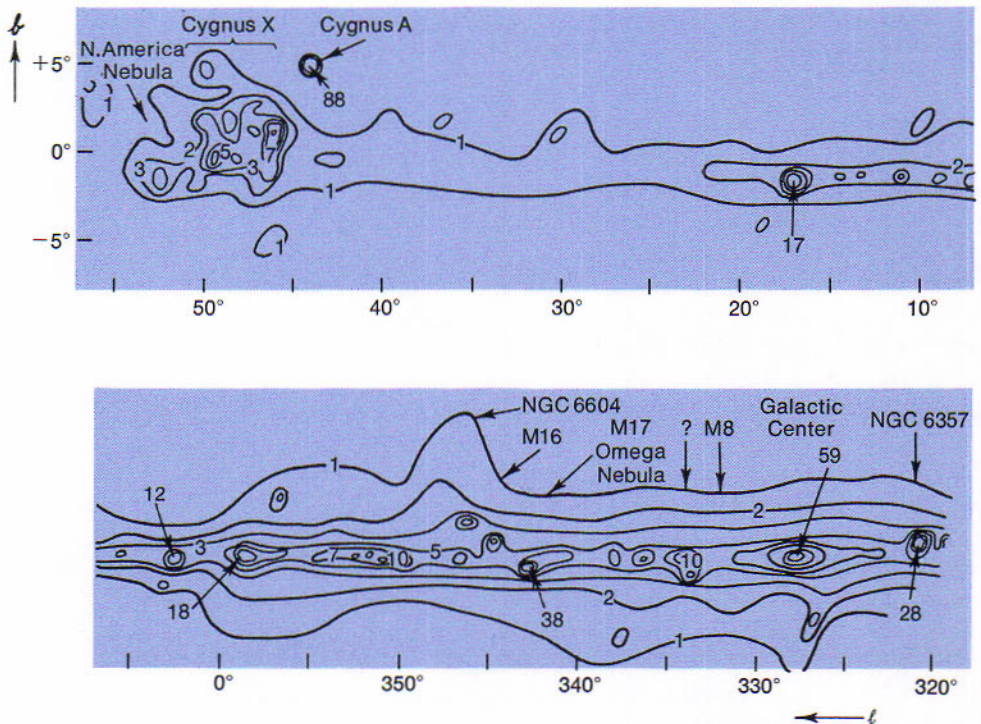 b
Cygnus X
Cygnus A
N.America
Nebula
+5°
0°
−5°
1
88
3
2
5
7
3
1
1
1
2
17
50°
40°
30°
20°
10°
NGC 6604
M16
M17
Omega
Nebula
? M8
Galactic
Center
59
NGC 6357
12
1
2
3
7
10
5
10
18
38
2
1
28
0°
350°
340°
330°
320°
ℓ